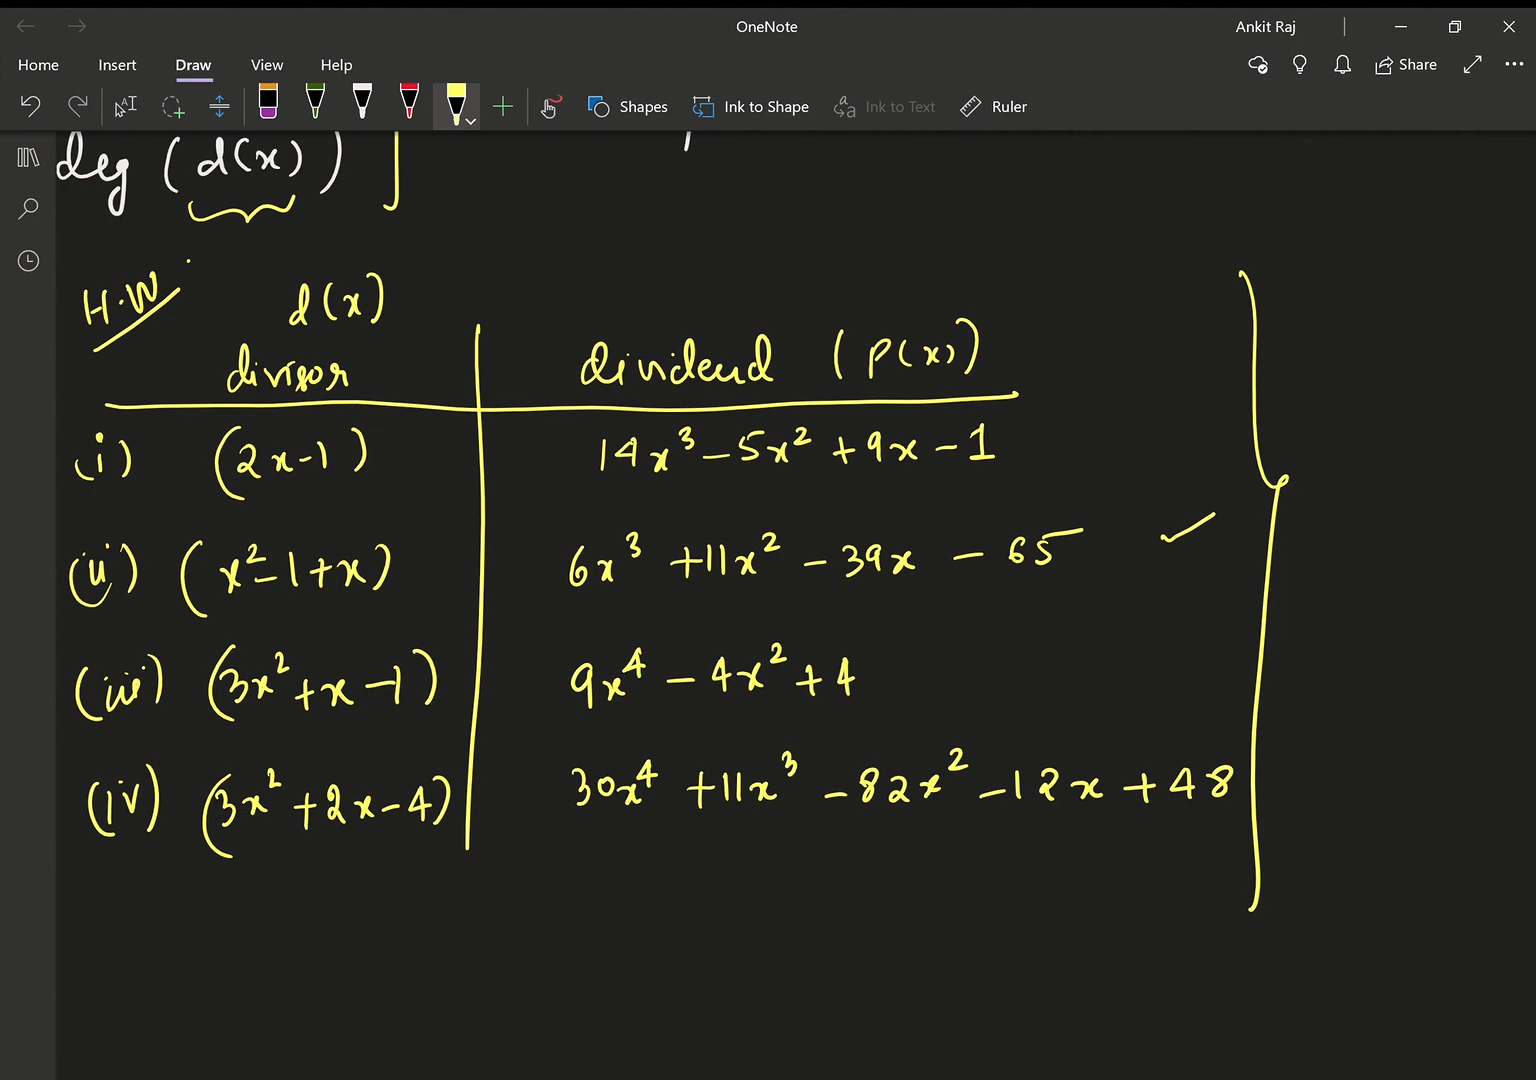 OneNote
Ankit Raj
Home Insert Draw View Help
Share
Shapes Ink to Shape Ink to Text Ruler
deg (d(x))
H.W d(x)
divisor dividend (P(x))
(i) (2x-1) 14x³ - 5x² + 9x - 1
(ii) (x² - 1 + x) 6x³ + 11x² - 39x - 65
(iii) (3x² + x - 1) 9x⁴ - 4x² + 4
(iv) (3x² + 2x - 4) 30x⁴ + 11x³ - 82x² - 12x + 48